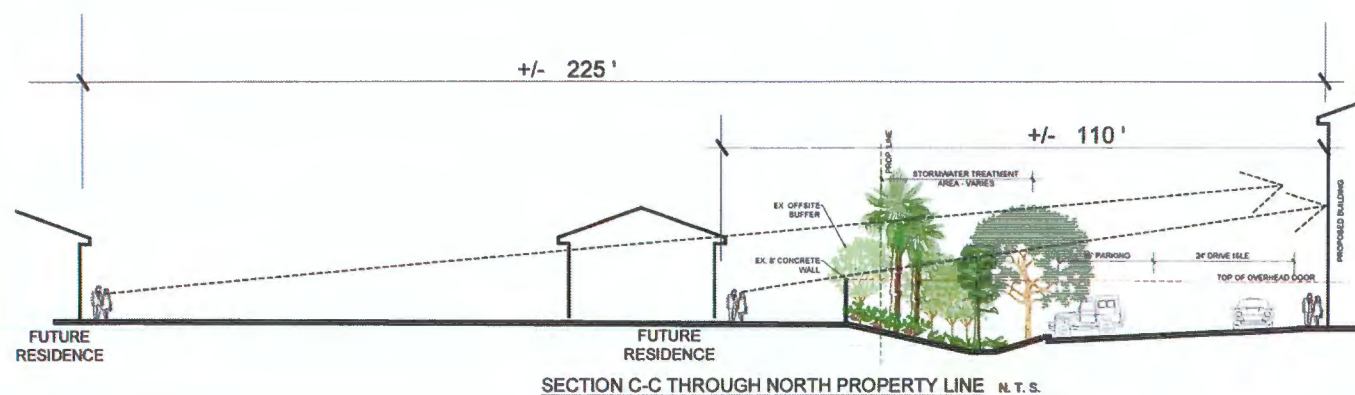 +/- 225'
+/- 110'
PROP. LINE
STORMWATER TREATMENT
AREA - VARIES
EX OFFSITE
BUFFER
EX. 8' CONCRETE
WALL
PARKING
24' DRIVE ISLE
TOP OF OVERHEAD DOOR
PROPOSED BUILDING
FUTURE
RESIDENCE
FUTURE
RESIDENCE
SECTION C-C THROUGH NORTH PROPERTY LINE N.T.S.